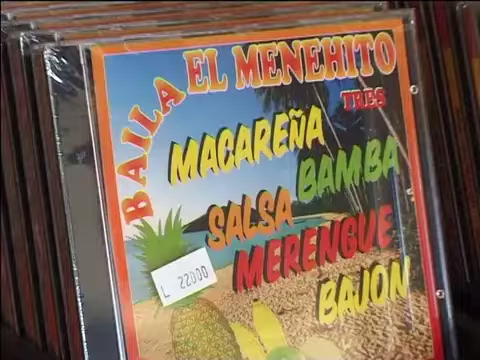 BAILA
EL MENEHITO
TRES
MACAREÑA
BAMBA
SALSA
MERENGUE
BAJON
L 22000